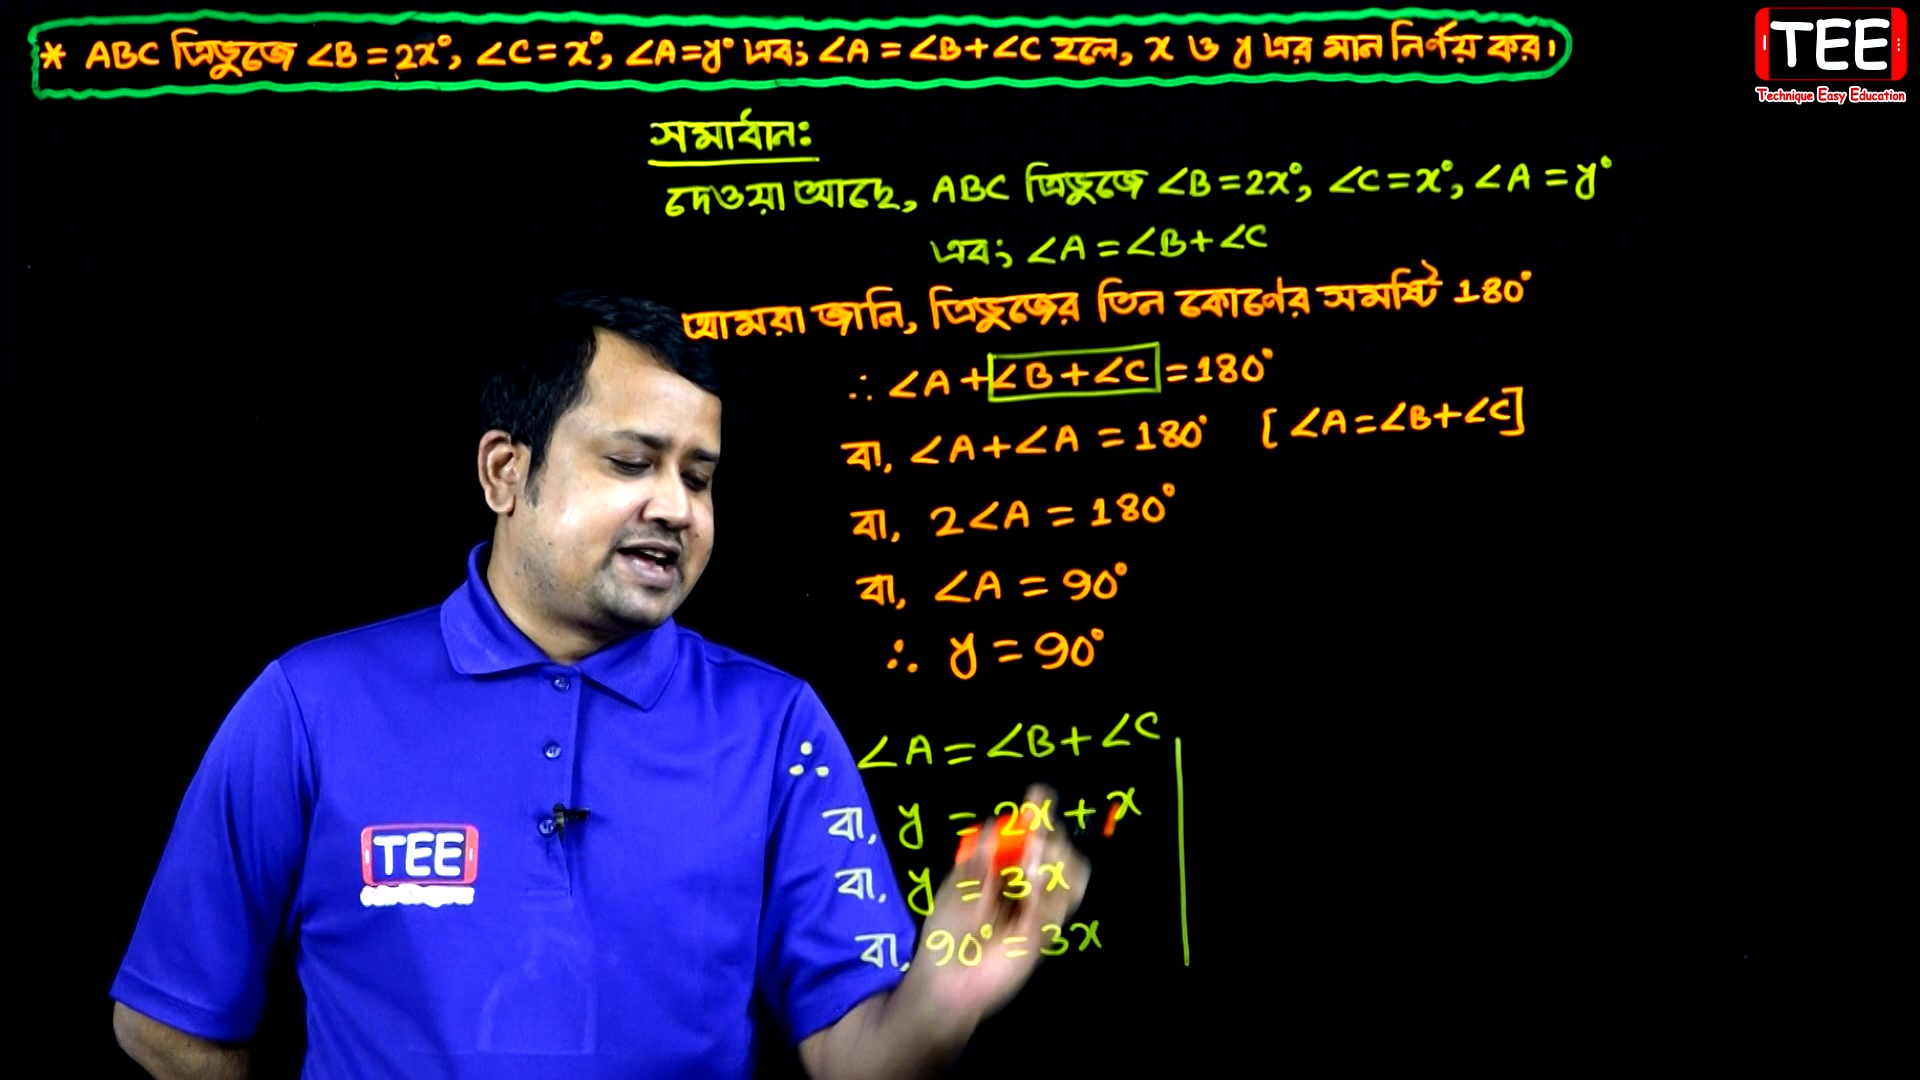 * ABC ত্রিভুজে ∠B = 2x°, ∠C = x°, ∠A = y° এবং ∠A = ∠B + ∠C হলে, x ও y এর মান নির্ণয় কর।
TEE
Technique Easy Education
সমাধান:
দেওয়া আছে, ABC ত্রিভুজে ∠B = 2x°, ∠C = x°, ∠A = y°
এবং ∠A = ∠B + ∠C
আমরা জানি, ত্রিভুজের তিন কোণের সমষ্টি 180°
∴ ∠A + ∠B + ∠C = 180°
বা, ∠A + ∠A = 180° [∠A = ∠B + ∠C]
বা, 2∠A = 180°
বা, ∠A = 90°
∴ y = 90°
∴ ∠A = ∠B + ∠C
বা, y = 2x + x
বা, y = 3x
বা, 90° = 3x
TEE